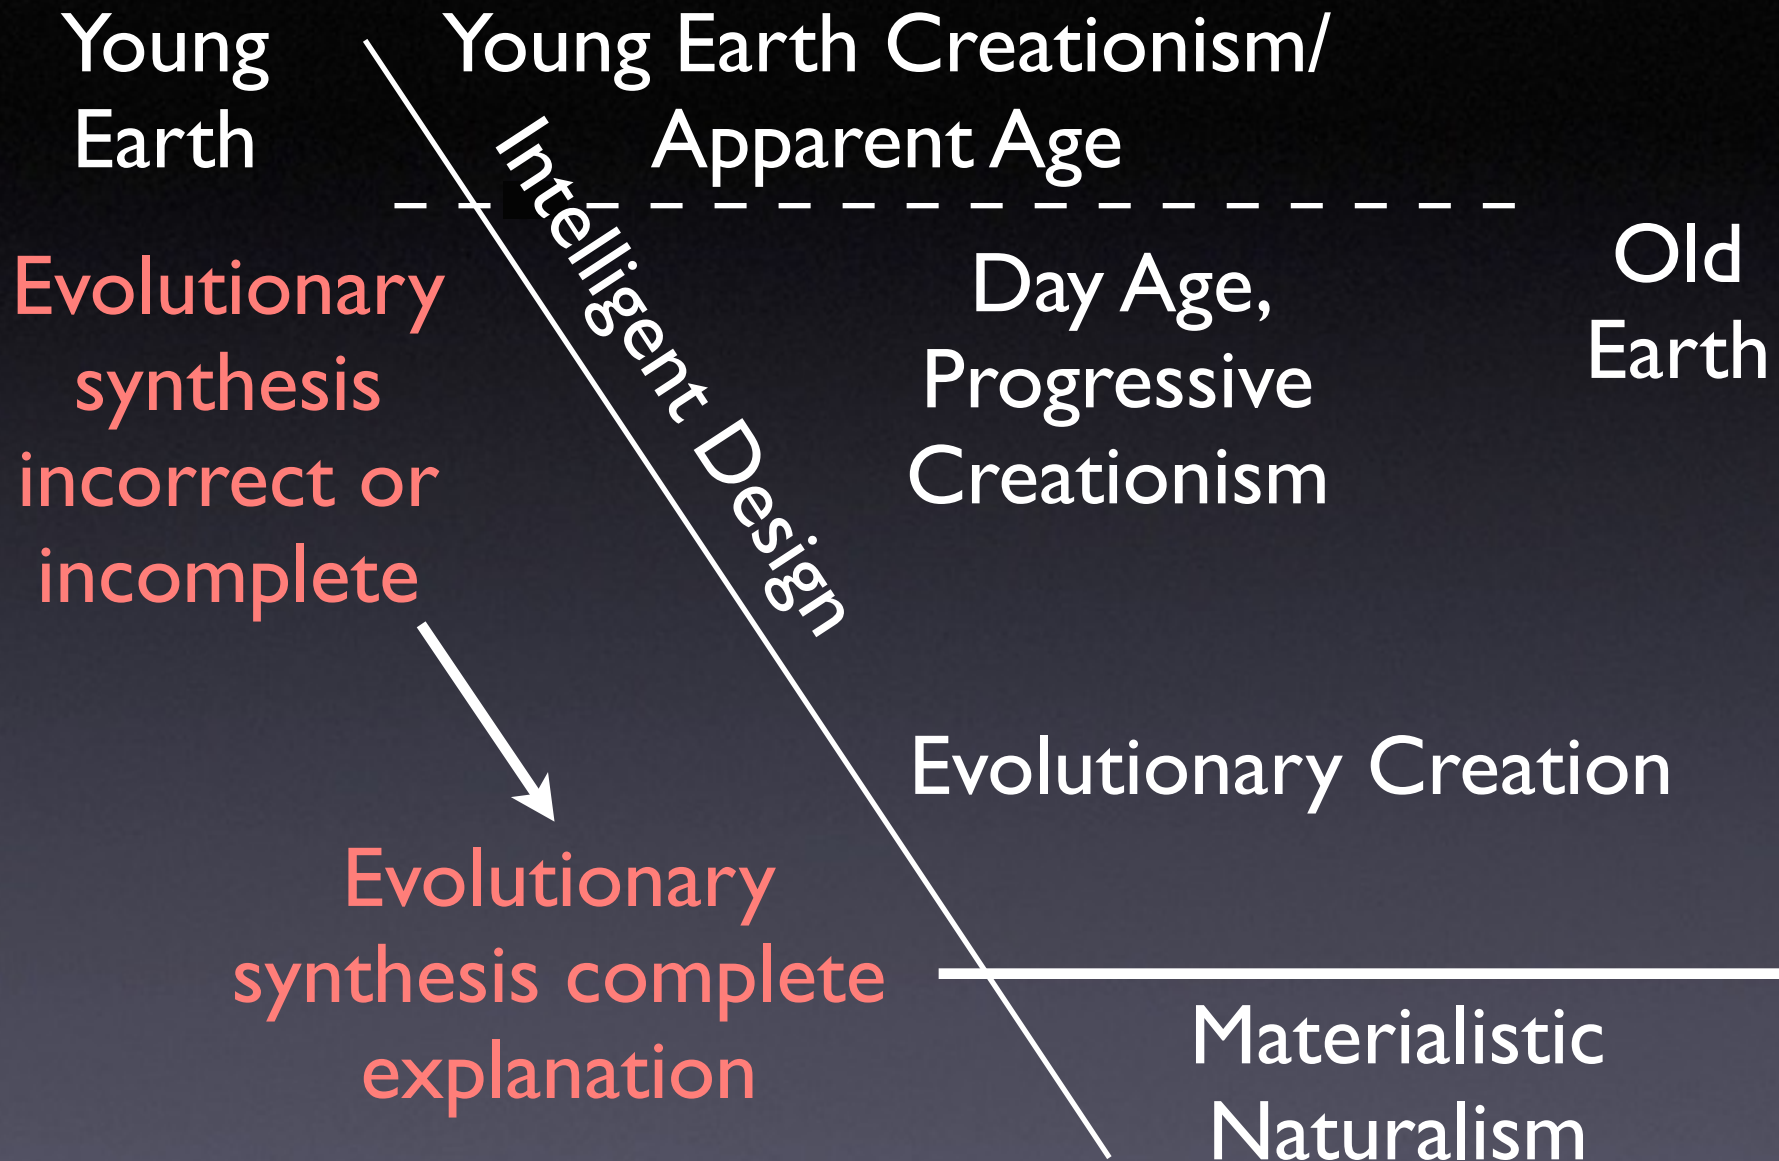 Young
Earth
Young Earth Creationism/
Apparent Age
Intelligent Design
Evolutionary
synthesis
incorrect or
incomplete
Day Age,
Progressive
Creationism
Old
Earth
Evolutionary Creation
Evolutionary
synthesis complete
explanation
Materialistic
Naturalism